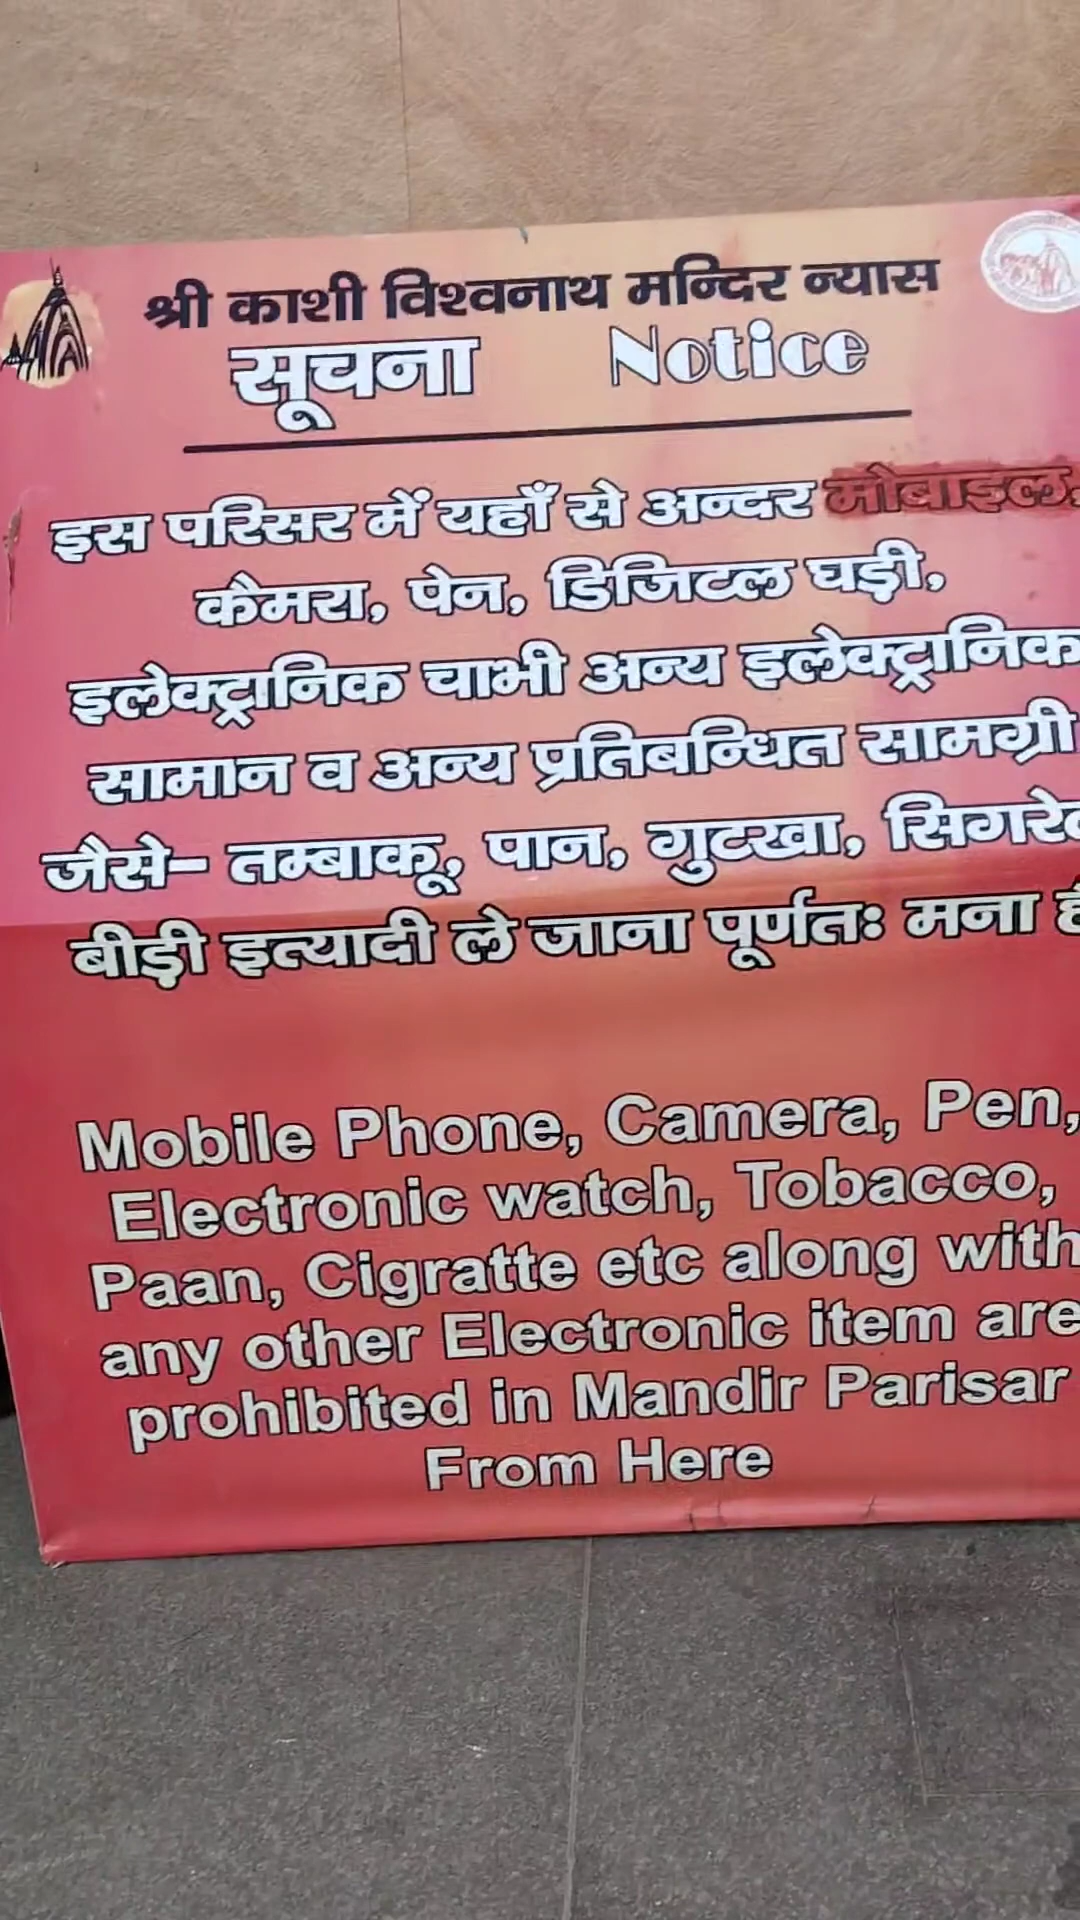 श्री काशी विश्वनाथ मन्दिर न्यास
सूचना Notice
इस परिसर में यहाँ से अन्दर मोबाइल,
कैमरा, पेन, डिजिटल घड़ी,
इलेक्ट्रानिक चाभी अन्य इलेक्ट्रानिक
सामान व अन्य प्रतिबन्धित सामग्री
जैसे- तम्बाकू, पान, गुटखा, सिगरेट
बीड़ी इत्यादी ले जाना पूर्णतः मना है
Mobile Phone, Camera, Pen,
Electronic watch, Tobacco,
Paan, Cigratte etc along with
any other Electronic item are
prohibited in Mandir Parisar
From Here